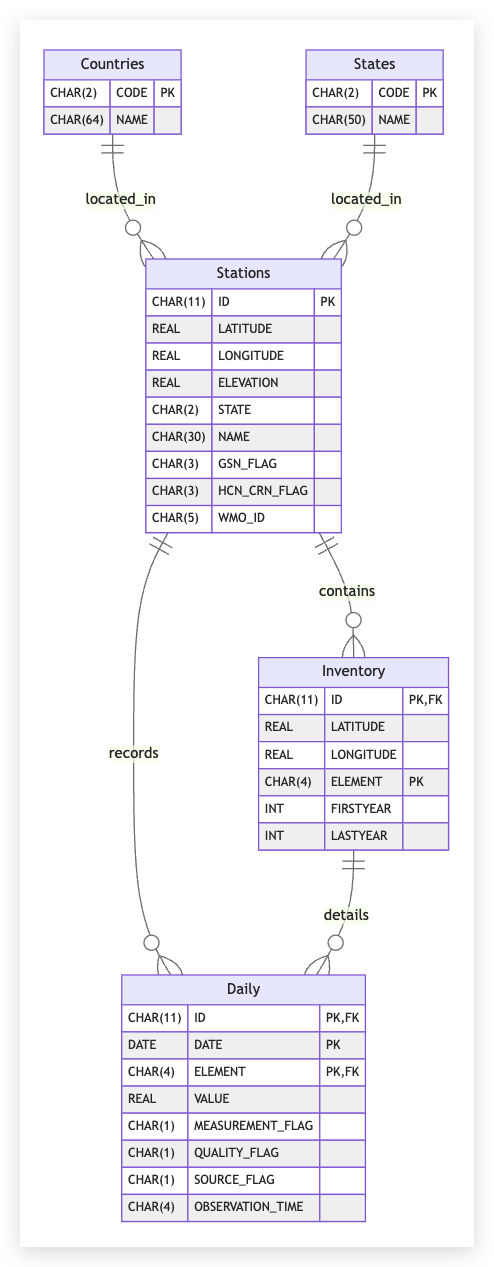 Countries
CHAR(2) CODE PK
CHAR(64) NAME
States
CHAR(2) CODE PK
CHAR(50) NAME
located_in
located_in
Stations
CHAR(11) ID PK
REAL LATITUDE
REAL LONGITUDE
REAL ELEVATION
CHAR(2) STATE
CHAR(30) NAME
CHAR(3) GSN_FLAG
CHAR(3) HCN_CRN_FLAG
CHAR(5) WMO_ID
contains
Inventory
CHAR(11) ID PK,FK
REAL LATITUDE
REAL LONGITUDE
CHAR(4) ELEMENT PK
INT FIRSTYEAR
INT LASTYEAR
records
details
Daily
CHAR(11) ID PK,FK
DATE DATE PK
CHAR(4) ELEMENT PK,FK
REAL VALUE
CHAR(1) MEASUREMENT_FLAG
CHAR(1) QUALITY_FLAG
CHAR(1) SOURCE_FLAG
CHAR(4) OBSERVATION_TIME